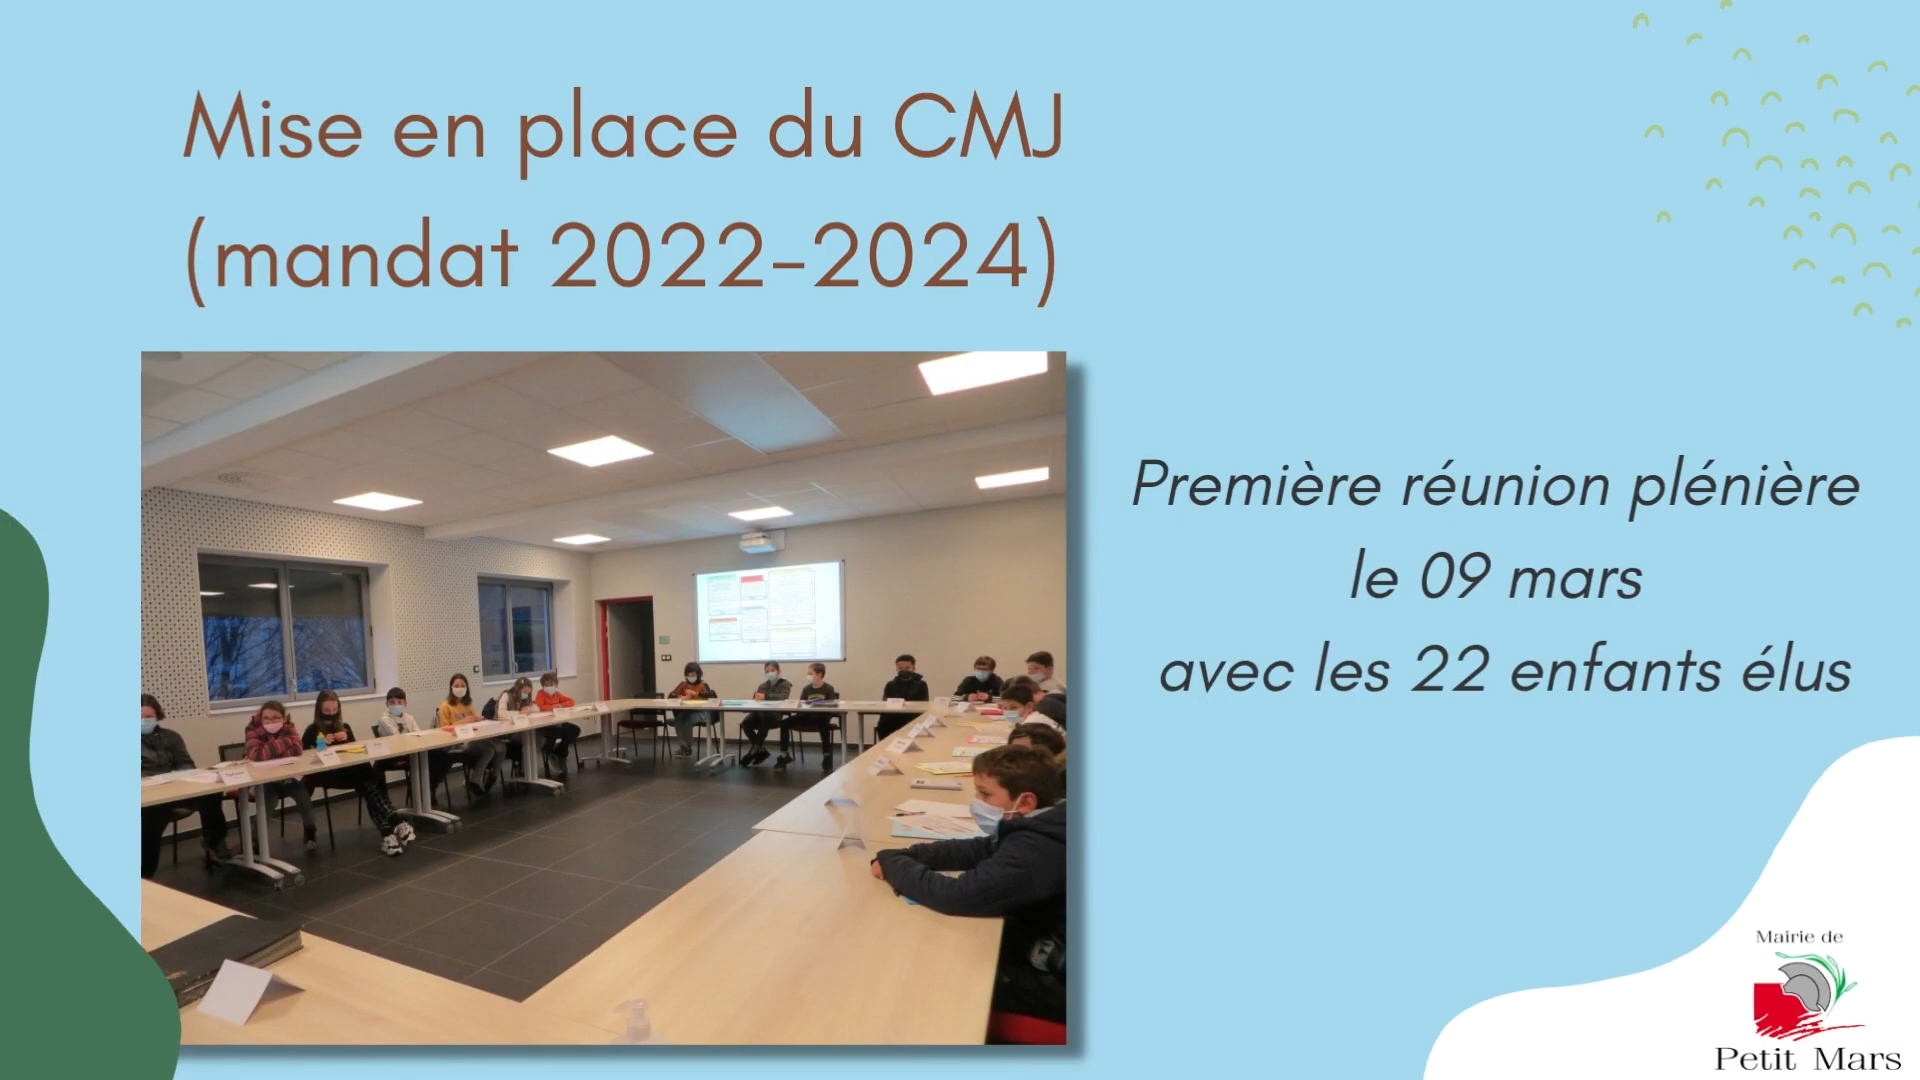 Mise en place du CMJ
(mandat 2022-2024)
Première réunion plénière
le 09 mars
avec les 22 enfants élus
Mairie de
Petit Mars